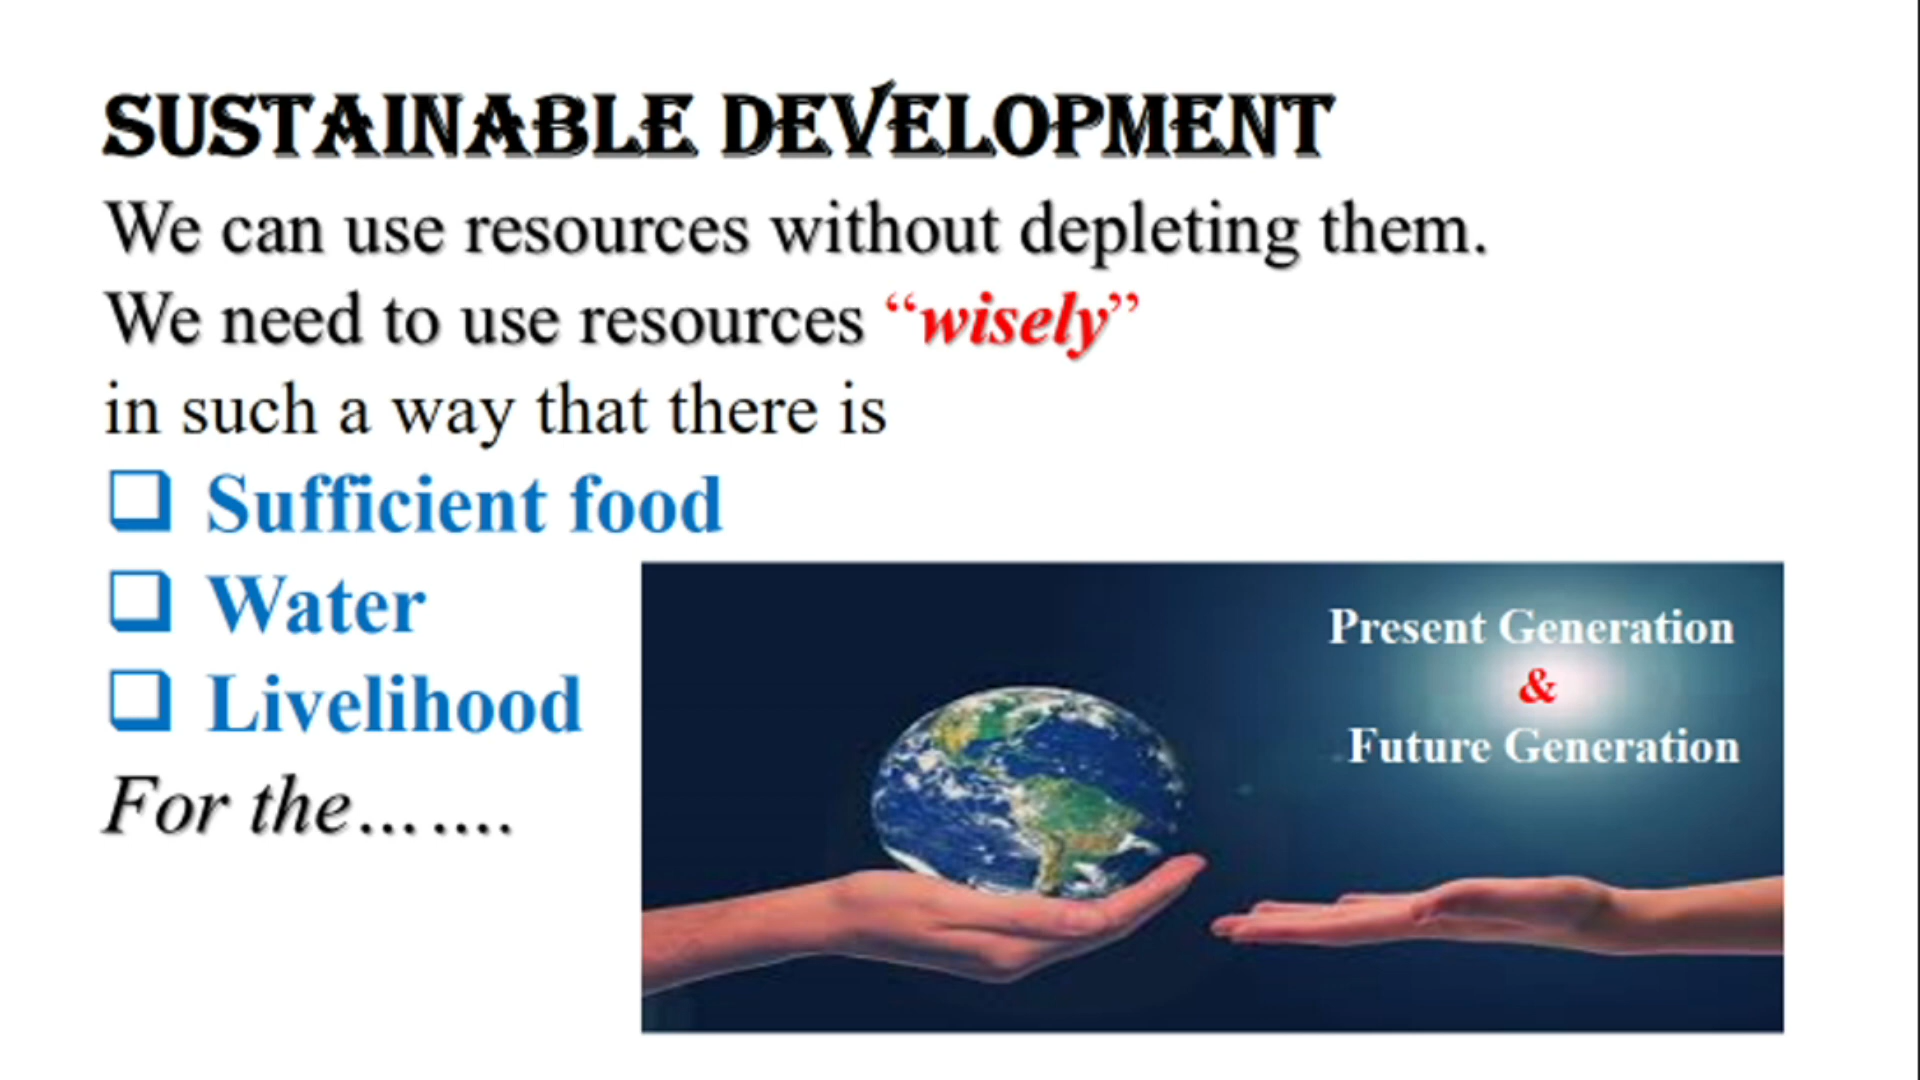 SUSTAINABLE DEVELOPMENT
We can use resources without depleting them.
We need to use resources “wisely”
in such a way that there is
❑ Sufficient food
❑ Water
❑ Livelihood
For the…….
Present Generation
&
Future Generation